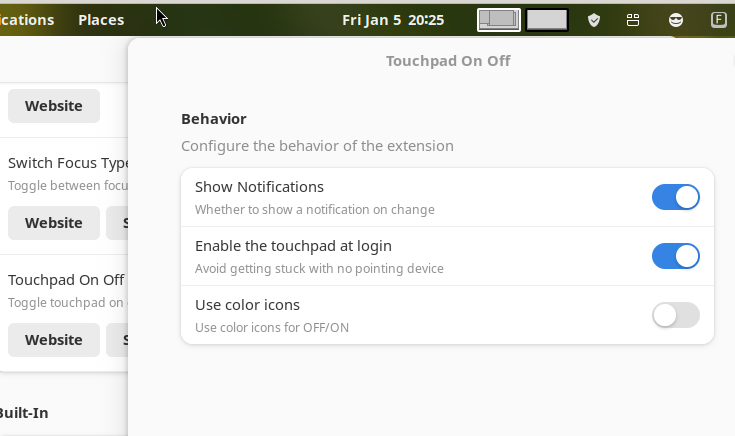 ications Places Fri Jan 5 20:25 F
Touchpad On Off
Website
Switch Focus Type
Toggle between focu
Website S
Touchpad On Off
Toggle touchpad on
Website S
Built-In
Behavior
Configure the behavior of the extension
Show Notifications
Whether to show a notification on change
Enable the touchpad at login
Avoid getting stuck with no pointing device
Use color icons
Use color icons for OFF/ON